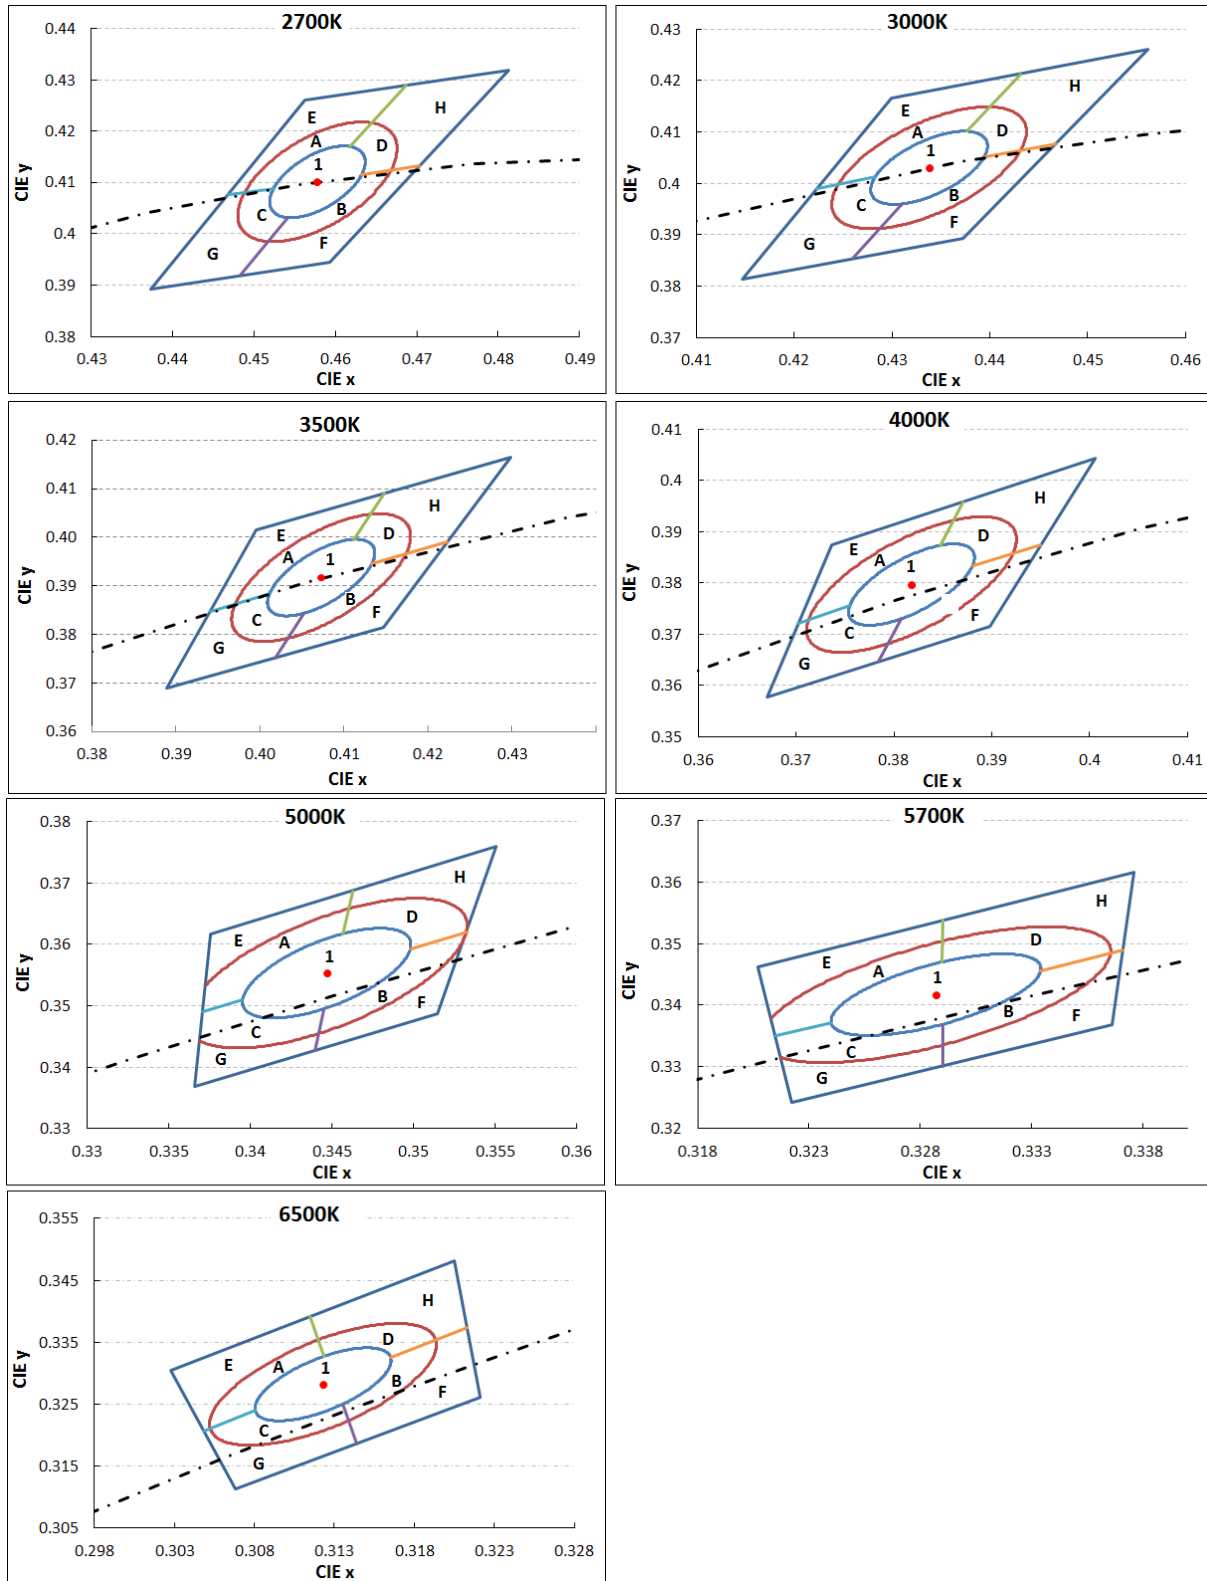 2700K
CIE y
0.44
0.43
0.42
0.41
0.4
0.39
0.38
E
A
1
D
H
C
B
G
F
0.43 0.44 0.45 0.46 0.47 0.48 0.49
CIE x
3000K
CIE y
0.43
0.42
0.41
0.4
0.39
0.38
0.37
E
A
1
D
H
C
B
G
F
0.41 0.42 0.43 0.44 0.45 0.46
CIE x
3500K
CIE y
0.42
0.41
0.40
0.39
0.38
0.37
0.36
E
A
1
D
H
C
B
G
F
0.38 0.39 0.40 0.41 0.42 0.43
CIE x
4000K
CIE y
0.41
0.4
0.39
0.38
0.37
0.36
0.35
E
A
1
D
H
C
B
G
F
0.36 0.37 0.38 0.39 0.4 0.41
CIE x
5000K
CIE y
0.38
0.37
0.36
0.35
0.34
0.33
E
A
1
D
H
C
B
G
F
0.33 0.335 0.34 0.345 0.35 0.355 0.36
CIE x
5700K
CIE y
0.37
0.36
0.35
0.34
0.33
0.32
E
A
1
D
H
C
B
G
F
0.318 0.323 0.328 0.333 0.338
CIE x
6500K
CIE y
0.355
0.345
0.335
0.325
0.315
0.305
E
A
1
D
H
C
B
G
F
0.298 0.303 0.308 0.313 0.318 0.323 0.328
CIE x